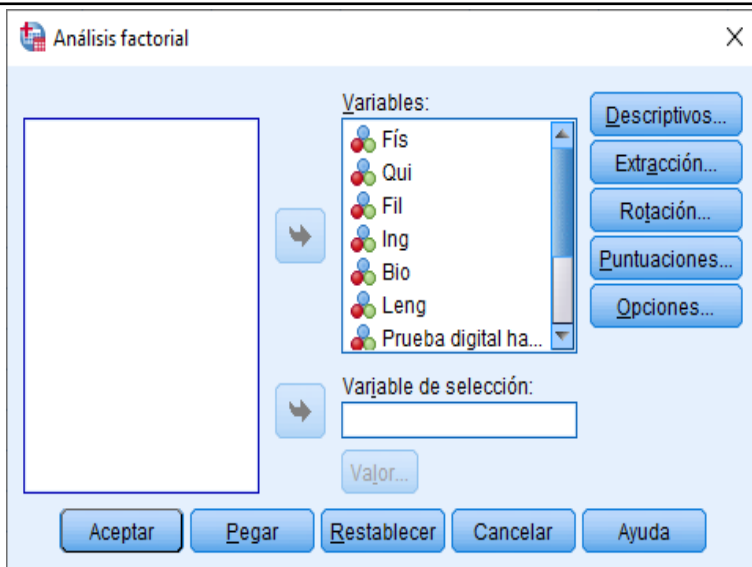 Análisis factorial
Variables:
Fís
Qui
Fil
Ing
Bio
Leng
Prueba digital ha...
Descriptivos...
Extracción...
Rotación...
Puntuaciones...
Opciones...
Variable de selección:
Valor...
Aceptar Pegar Restablecer Cancelar Ayuda